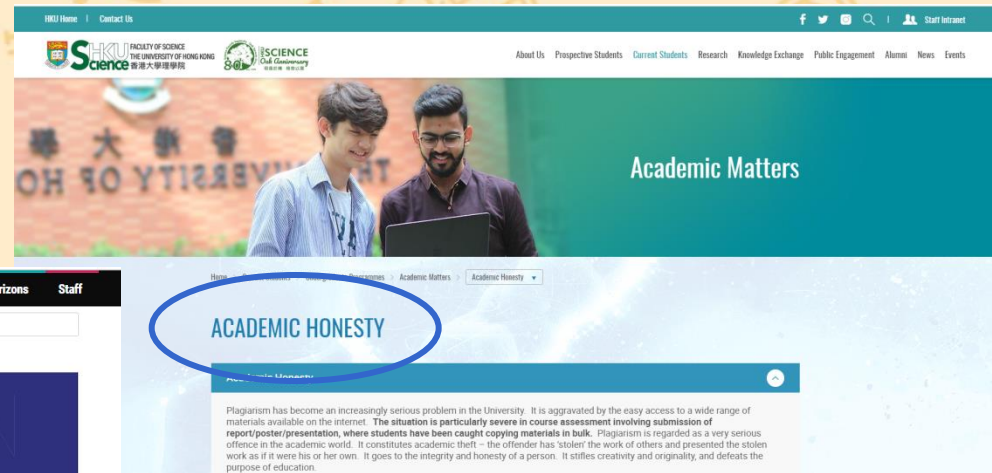 HKU Home | Contact Us
Staff Intranet
HKU Science
FACULTY OF SCIENCE
THE UNIVERSITY OF HONG KONG
香港大學理學院
SCIENCE
Oak Anniversary
About Us Prospective Students Current Students Research Knowledge Exchange Public Engagement Alumni News Events
Academic Matters
Home > > Academic Matters > Academic Honesty
Staff
ACADEMIC HONESTY
Academic Honesty
Plagiarism has become an increasingly serious problem in the University. It is aggravated by the easy access to a wide range of
materials available on the internet. The situation is particularly severe in course assessment involving submission of
report/poster/presentation, where students have been caught copying materials in bulk. Plagiarism is regarded as a very serious
offence in the academic world. It constitutes academic theft – the offender has 'stolen' the work of others and presented the stolen
work as if it were his or her own. It goes to the integrity and honesty of a person. It stifles creativity and originality, and defeats the
purpose of education.